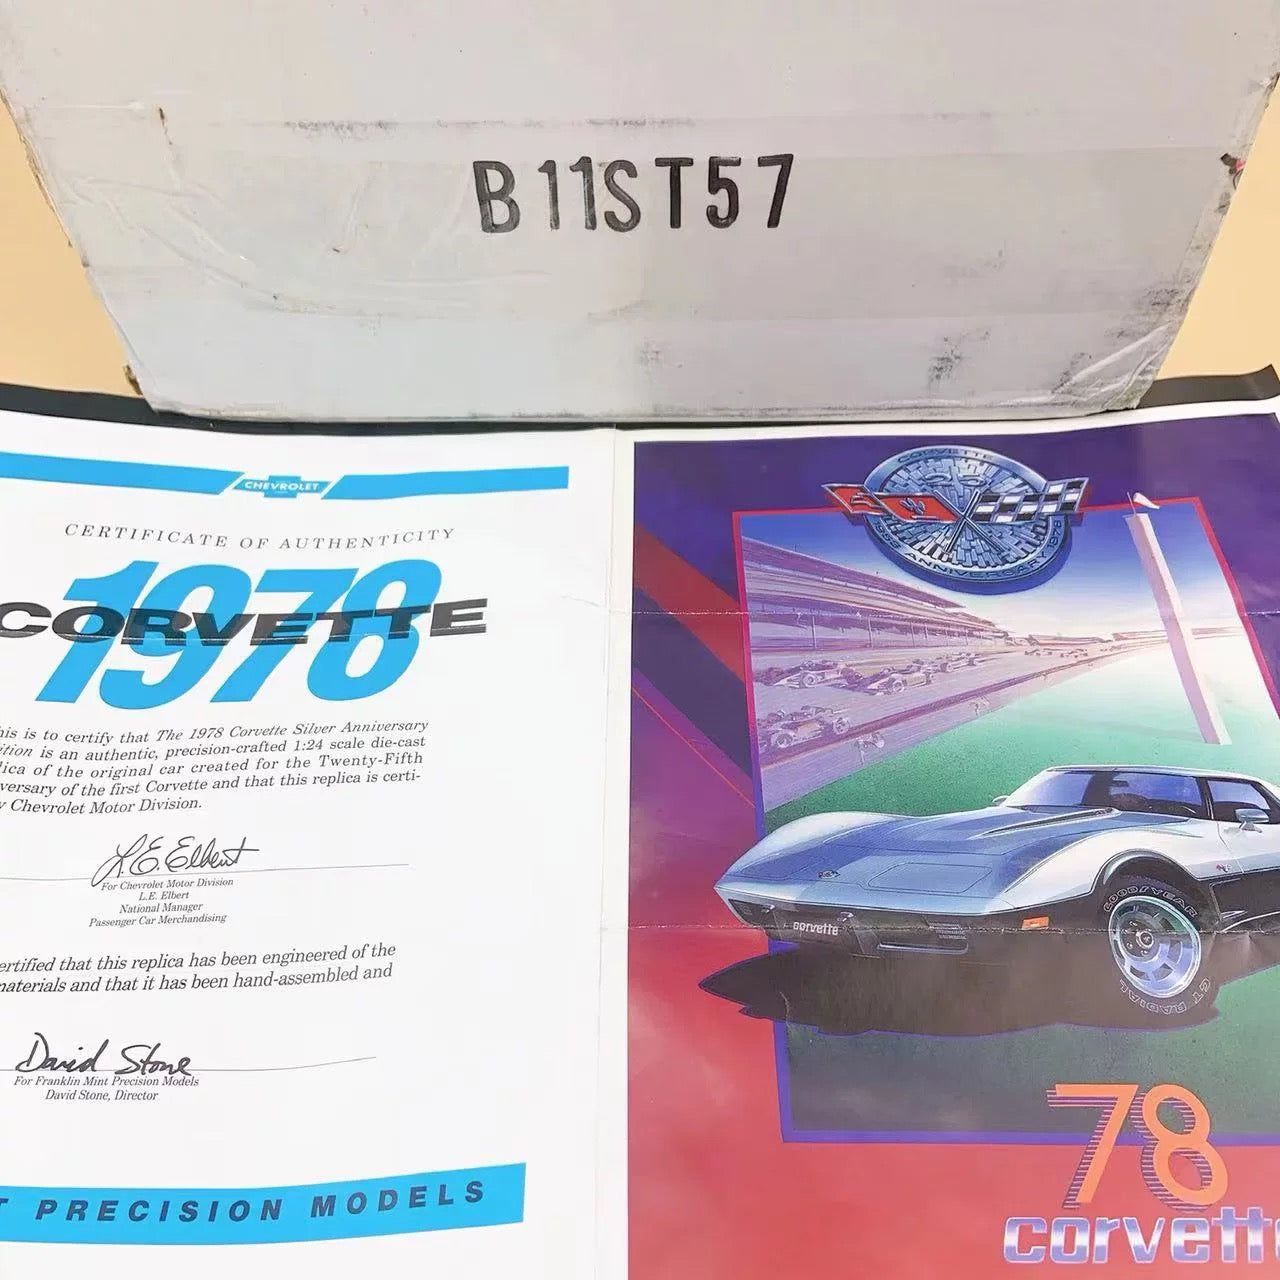 B11ST57
CHEVROLET
CERTIFICATE OF AUTHENTICITY
1978
CORVETTE
his is to certify that The 1978 Corvette Silver Anniversary
ition is an authentic, precision-crafted 1:24 scale die-cast
lica of the original car created for the Twenty-Fifth
versary of the first Corvette and that this replica is certi-
y Chevrolet Motor Division.
L.E. Elbert
For Chevrolet Motor Division
L.E. Elbert
National Manager
Passenger Car Merchandising
ertified that this replica has been engineered of the
materials and that it has been hand-assembled and
David Stone
For Franklin Mint Precision Models
David Stone, Director
T PRECISION MODELS
CORVETTE
1953 ANNIVERSARY 1978
corvette
GOODYEAR
GT RADIAL
78
corvette